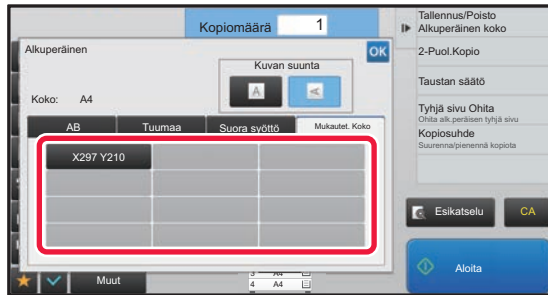 Kopiomäärä 1
Alkuperäinen
OK
Kuvan suunta
A
A
Koko: A4
AB
Tuumaa
Suora syöttö
Mukautet. Koko
X297 Y210
Muut
3 A4
4 A4
Tallennus/Poisto
Alkuperäinen koko
2-Puol.Kopio
Taustan säätö
Tyhjä sivu Ohita
Ohita alk.peräisen tyhjä sivu
Kopiosuhde
Suurenna/pienennä kopiota
Esikatselu
CA
Aloita